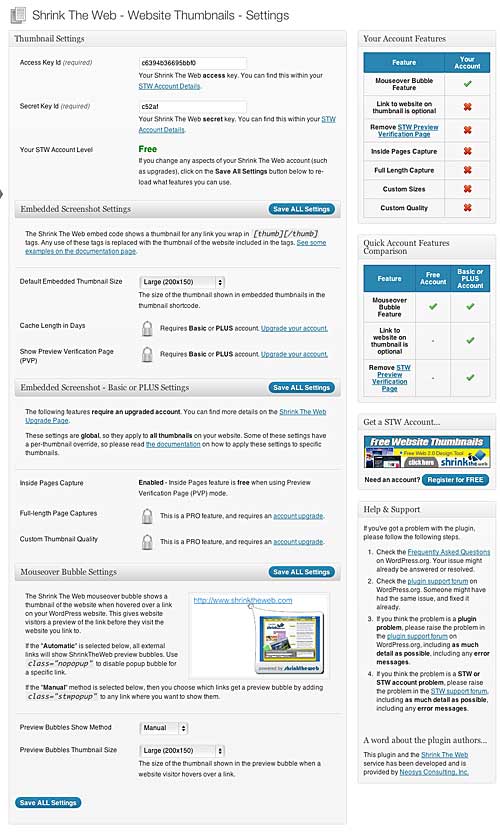 Shrink The Web - Website Thumbnails - Settings
Thumbnail Settings
Access Key Id (required)
c6394b36695bbf0
Your Shrink The Web access key. You can find this within your
STW Account Details.
Secret Key Id (required)
c52af
Your Shrink The Web secret key. You can find this within your STW
Account Details.
Your STW Account Level
Free
If you change any aspects of your Shrink The Web account (such
as upgrades), click on the Save All Settings button below to re-
load what features you can use.
Embedded Screenshot Settings
Save ALL Settings
The Shrink The Web embed code shows a thumbnail for any link you wrap in [thumb][/thumb]
tags. Any use of these tags is replaced with the thumbnail of the website included in the tags. See some
examples on the documentation page.
Default Embedded Thumbnail Size
Large (200x150)
The size of the thumbnail shown in embedded thumbnails in the
thumbnail shortcode.
Cache Length in Days
Requires Basic or PLUS account. Upgrade your account.
Show Preview Verification Page
(PVP)
Requires Basic or PLUS account. Upgrade your account.
Embedded Screenshot - Basic or PLUS Settings
Save ALL Settings
The following features require an upgraded account. You can find more details on the Shrink The Web
Upgrade Page.
These settings are global, so they apply to all thumbnails on your website. Some of these settings have
a per-thumbnail override, so please read the documentation on how to apply these settings to specific
thumbnails.
Inside Pages Capture
Enabled - Inside Pages feature is free when using Preview
Verification Page (PVP) mode.
Full-length Page Captures
This is a PRO feature, and requires an account upgrade.
Custom Thumbnail Quality
This is a PRO feature, and requires an account upgrade.
Mouseover Bubble Settings
Save ALL Settings
The Shrink The Web mouseover bubble shows a
thumbnail of the website when hovered over a link
on your WordPress website. This gives website
visitors a preview of the link before they visit the
website you link to.
If the "Automatic" is selected below, all external
links will show ShrinkTheWeb preview bubbles. Use
class="nopopup" to disable popup bubble for
a specific link.
http://www.shrinktheweb.com
powered by shrinktheweb
If the "Manual" method is selected below, then you choose which links get a preview bubble by adding
class="stwpopup" to any link where you want to show them.
Preview Bubbles Show Method
Manual
Preview Bubbles Thumbnail Size
Large (200x150)
The size of the thumbnail shown in the preview bubble when a
website visitor hovers over a link.
Save ALL Settings
Your Account Features
Feature
Your
Account
Mouseover Bubble
Feature
Link to website on
thumbnail is optional
Remove STW Preview
Verification Page
Inside Pages Capture
Full Length Capture
Custom Sizes
Custom Quality
Quick Account Features
Comparison
Feature
Free
Account
Basic or
PLUS
Account
Mouseover
Bubble
Feature
Link to
website on
thumbnail is
optional
-
Remove STW
Preview
Verification
Page
-
Get a STW Account...
Free Website Thumbnails
Free Web 2.0 Design Tool
click here
shrinktheweb
Need an account?
Register for FREE
Help & Support
If you've got a problem with the plugin,
please follow the following steps.
1. Check the Frequently Asked Questions
on WordPress.org. Your issue might
already be answered or resolved.
2. Check the plugin support forum on
WordPress.org. Someone might have
had the same issue, and fixed it
already.
3. If you think the problem is a plugin
problem, please raise the problem in
the plugin support forum on
WordPress.org, including as much
detail as possible, including any error
messages.
4. If you think the problem is a STW or
STW account problem, please raise
the problem in the STW support forum,
including as much detail as possible,
including any error messages.
A word about the plugin authors...
This plugin and the Shrink The Web
service has been developed and is
provided by Neosys Consulting, Inc.